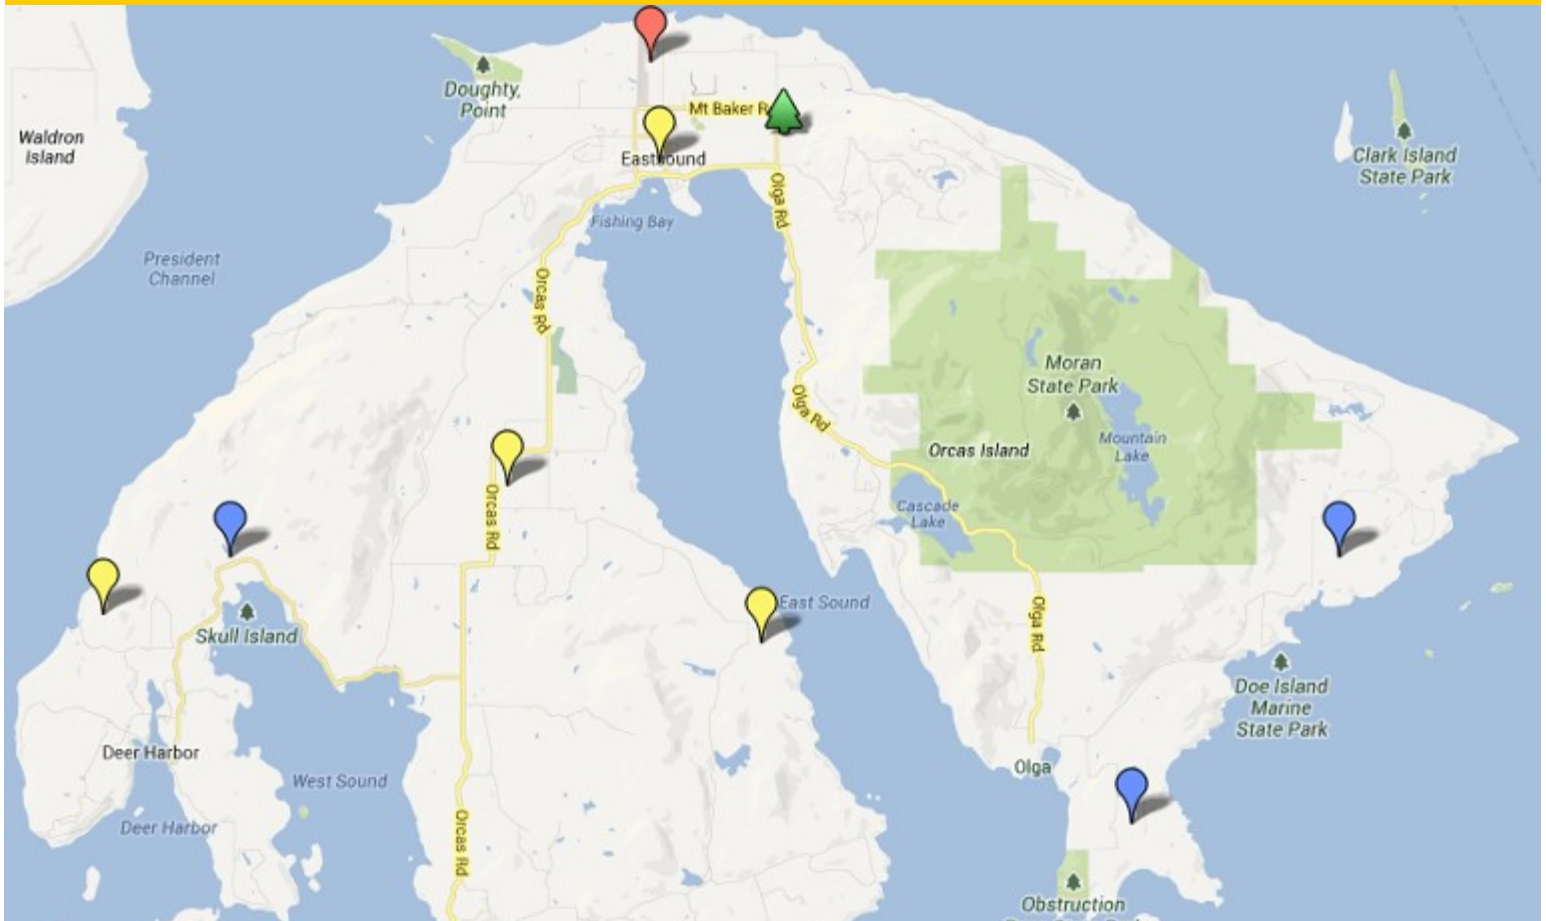 Doughty
Point
Mt Baker R
Waldron
Island
Eastsound
Clark Island
State Park
Olga Rd
Fishing Bay
President
Channel
Orcas Rd
Moran
State Park
Olga Rd
Orcas Island
Mountain
Lake
Orcas Rd
Cascade
Lake
East Sound
Olga Rd
Skull Island
Doe Island
Marine
State Park
Deer Harbor
Olga
West Sound
Deer Harbor
Orcas Rd
Obstruction